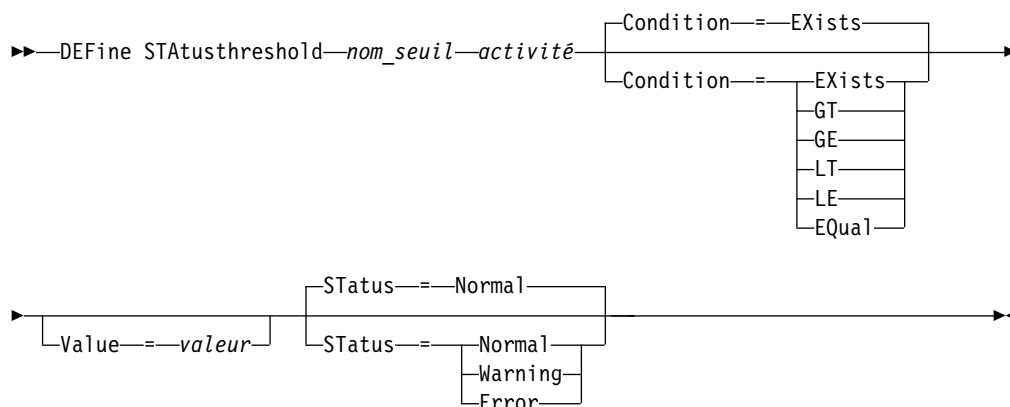 Condition = EXists
DEFine STAtusthreshold nom_seuil activité
Condition = EXists
GT
GE
LT
LE
EQual
STatus = Normal
Value = valeur
STatus = Normal
Warning
Error